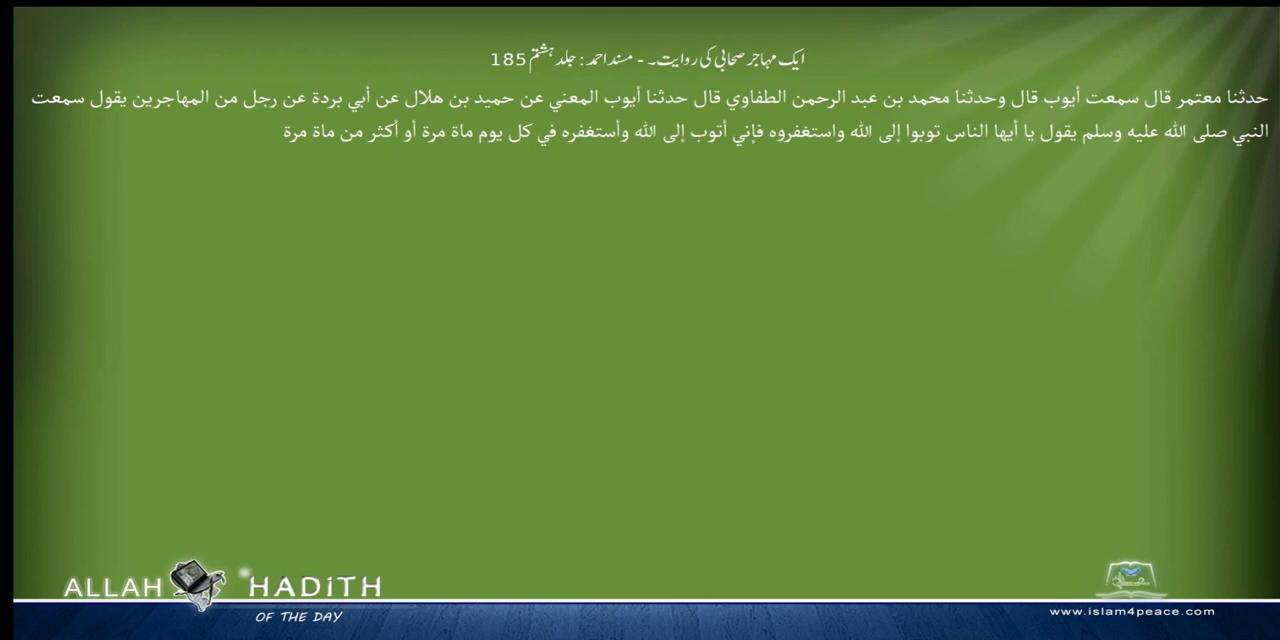 ایک مہاجر صحابی کی روایت۔ - مسند احمد: جلد ہشتم 185
حدثنا معتمر قال سمعت أيوب قال وحدثنا محمد بن عبد الرحمن الطفاوي قال حدثنا أيوب المعني عن حميد بن هلال عن أبي بردة عن رجل من المهاجرين يقول سمعت
النبي صلى الله عليه وسلم يقول يا أيها الناس توبوا إلى الله واستغفروه فإني أتوب إلى الله وأستغفره في كل يوم ماة مرة أو أكثر من ماة مرة
ALLAH HADITH
OF THE DAY
www.islam4peace.com